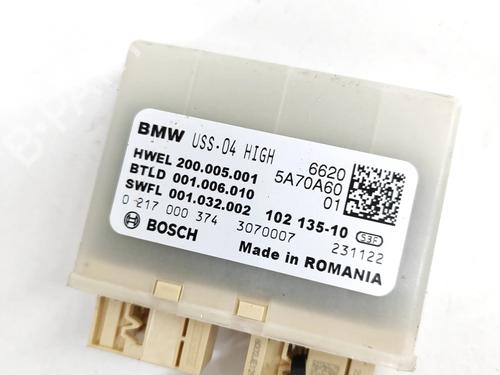 BMW USS-04 HIGH 6620
HWEL 200.005.001 5A70A60
BTLD 001.006.010 01
SWFL 001.032.002 102 135-10 S3F
0 217 000 374 3070007 231122
BOSCH Made in ROMANIA